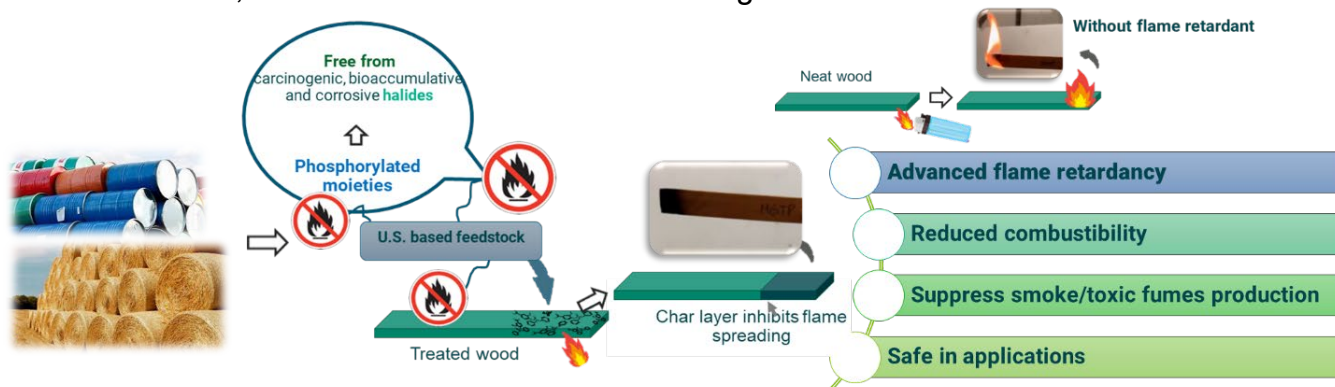 Free from
carcinogenic, bioaccumulative
and corrosive halides
Phosphorylated
moieties
U.S. based feedstock
Treated wood
Char layer inhibits flame
spreading
Neat wood
Without flame retardant
Advanced flame retardancy
Reduced combustibility
Suppress smoke/toxic fumes production
Safe in applications